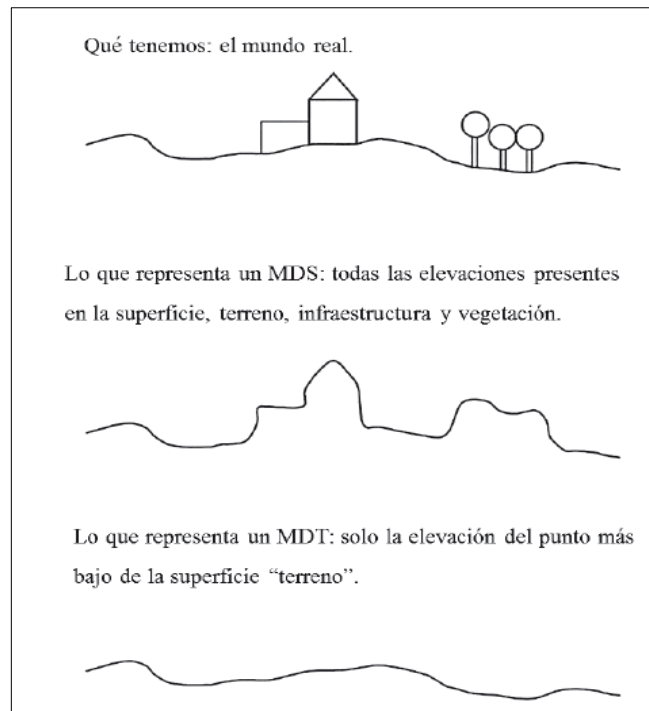 Qué tenemos: el mundo real.
Lo que representa un MDS: todas las elevaciones presentes
en la superficie, terreno, infraestructura y vegetación.
Lo que representa un MDT: solo la elevación del punto más
bajo de la superficie “terreno”.